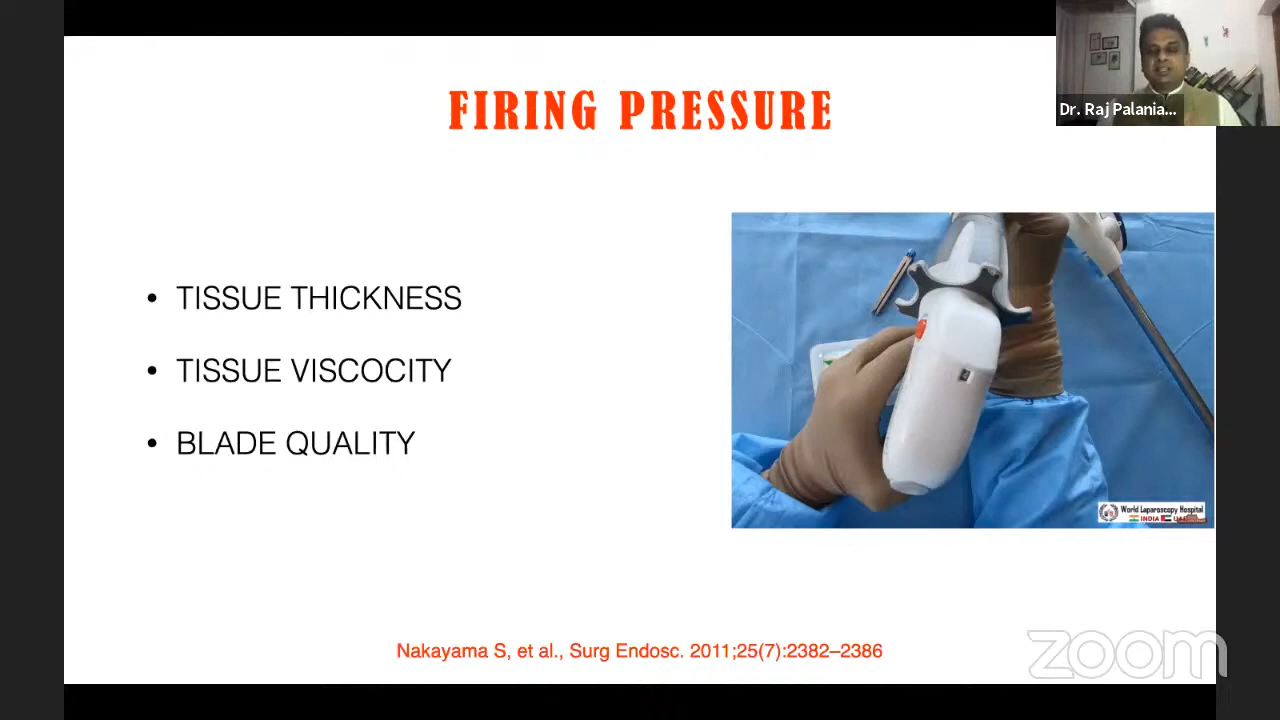 FIRING PRESSURE
Dr. Raj Palania...
• TISSUE THICKNESS
• TISSUE VISCOCITY
• BLADE QUALITY
World Laparoscopy Hospital
INDIA
Nakayama S, et al., Surg Endosc. 2011;25(7):2382–2386
zoom